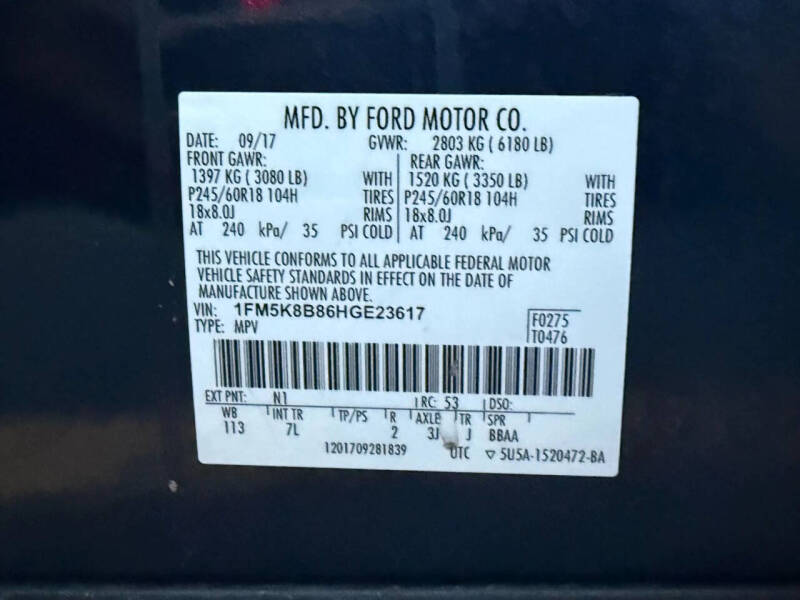 MFD. BY FORD MOTOR CO.
DATE: 09/17 GVWR: 2803 KG ( 6180 LB)
FRONT GAWR: REAR GAWR:
1397 KG ( 3080 LB) WITH 1520 KG ( 3350 LB) WITH
P245/60R18 104H TIRES P245/60R18 104H TIRES
18x8.0J RIMS 18x8.0J RIMS
AT 240 kPa/ 35 PSI COLD AT 240 kPa/ 35 PSI COLD
THIS VEHICLE CONFORMS TO ALL APPLICABLE FEDERAL MOTOR
VEHICLE SAFETY STANDARDS IN EFFECT ON THE DATE OF
MANUFACTURE SHOWN ABOVE.
VIN: 1FM5K8B86HGE23617 F0275
TYPE: MPV T0476
EXT PNT: N1 RC: 53 DSO:
WB INT TR TP/PS R AXLE TR SPR
113 7L 2 3J J BBAA
1201709281839 UTC ▽ 5U5A-1520472-BA